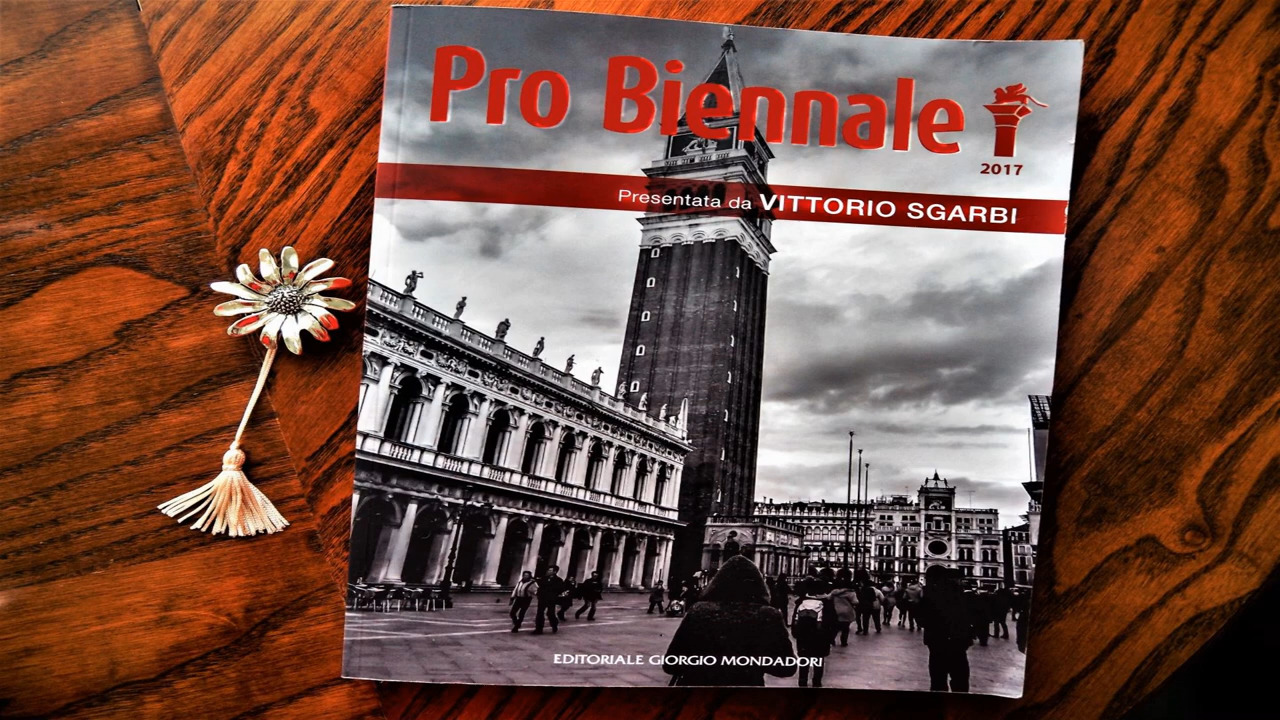 Pro Biennale
2017
Presentata da VITTORIO SGARBI
EDITORIALE GIORGIO MONDADORI